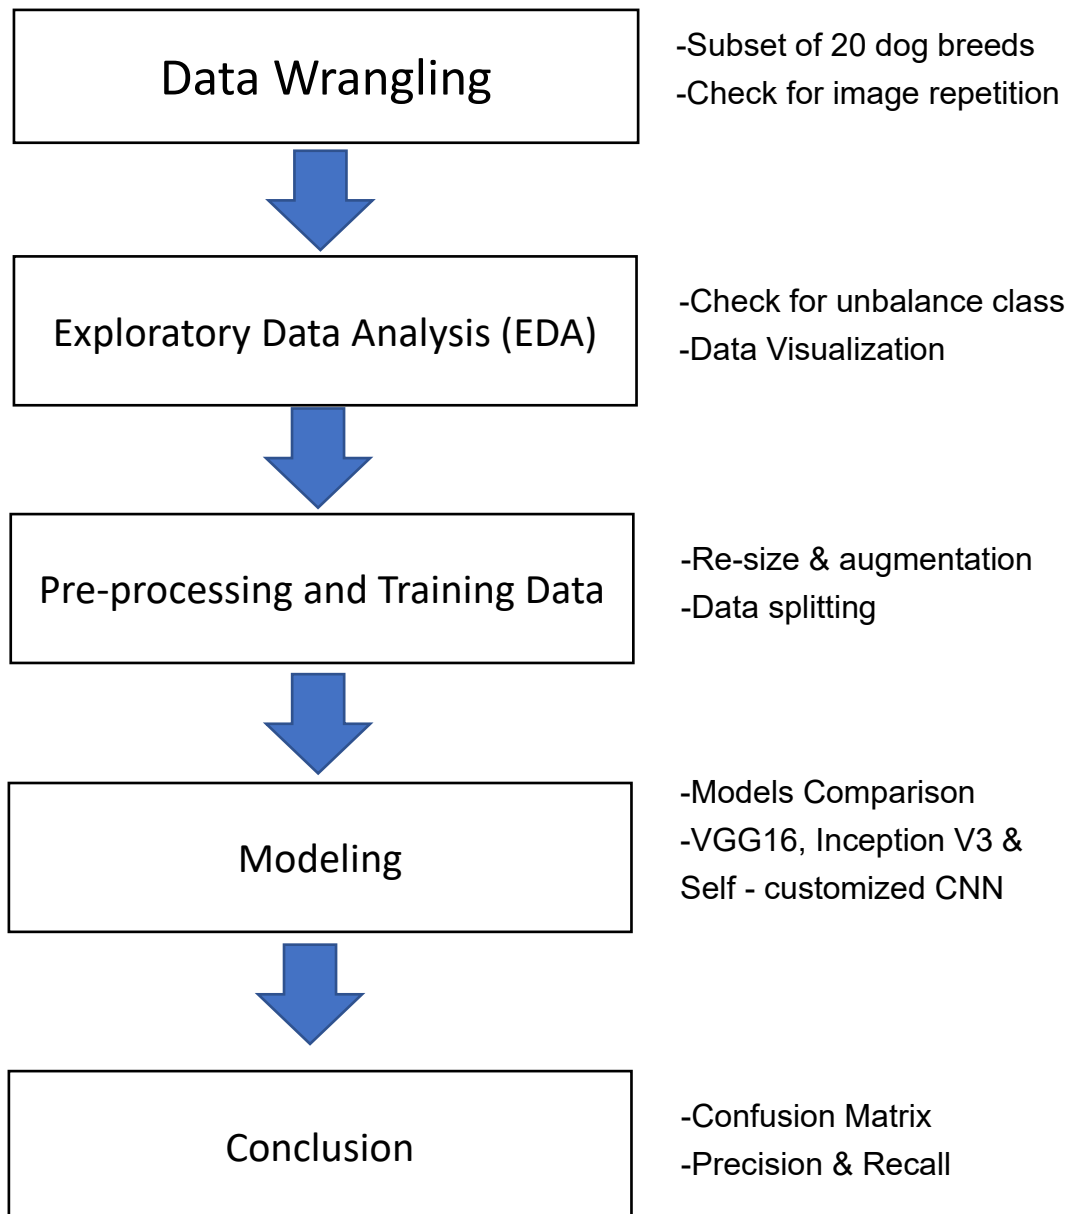 Data Wrangling
-Subset of 20 dog breeds
-Check for image repetition
Exploratory Data Analysis (EDA)
-Check for unbalance class
-Data Visualization
Pre-processing and Training Data
-Re-size & augmentation
-Data splitting
Modeling
-Models Comparison
-VGG16, Inception V3 &
Self - customized CNN
Conclusion
-Confusion Matrix
-Precision & Recall